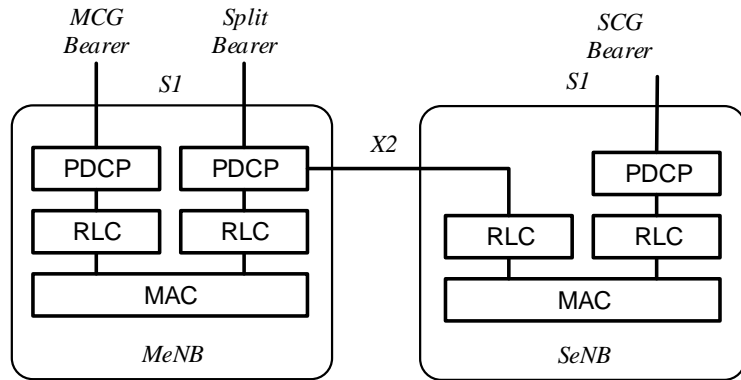 MCG Bearer
Split Bearer
SCG Bearer
S1
S1
X2
PDCP
PDCP
PDCP
RLC
RLC
RLC
RLC
MAC
MAC
MeNB
SeNB